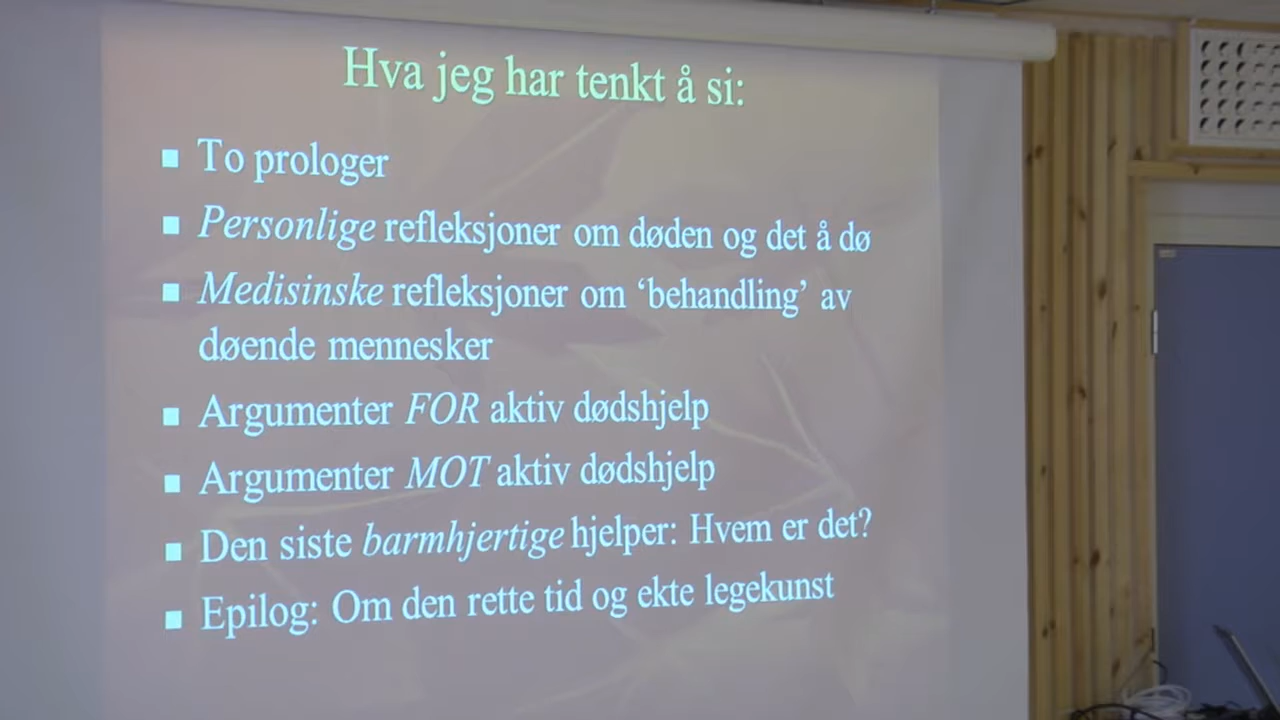 Hva jeg har tenkt å si:
▪ To prologer
▪ Personlige refleksjoner om døden og det å dø
▪ Medisinske refleksjoner om ‘behandling’ av
døende mennesker
▪ Argumenter FOR aktiv dødshjelp
▪ Argumenter MOT aktiv dødshjelp
▪ Den siste barmhjertige hjelper: Hvem er det?
▪ Epilog: Om den rette tid og ekte legekunst